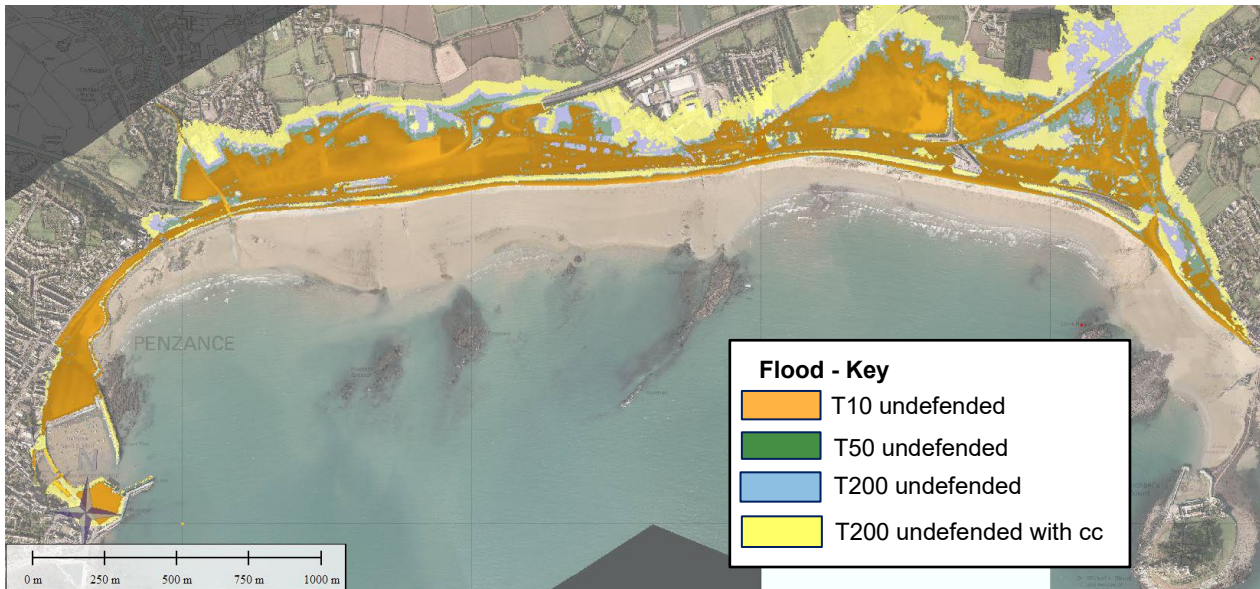 PENZANCE
Flood - Key
T10 undefended
T50 undefended
T200 undefended
T200 undefended with cc
N
0 m 250 m 500 m 750 m 1000 m